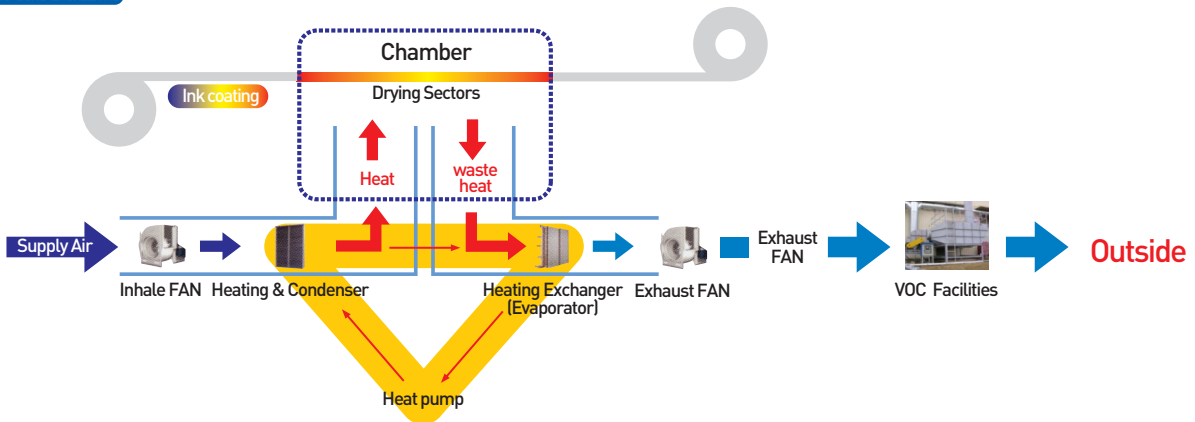 Chamber
Ink coating
Drying Sectors
Heat
waste
heat
Supply Air
Inhale FAN
Heating & Condenser
Heating Exchanger
(Evaporator)
Exhaust FAN
Exhaust
FAN
VOC Facilities
Outside
Heat pump